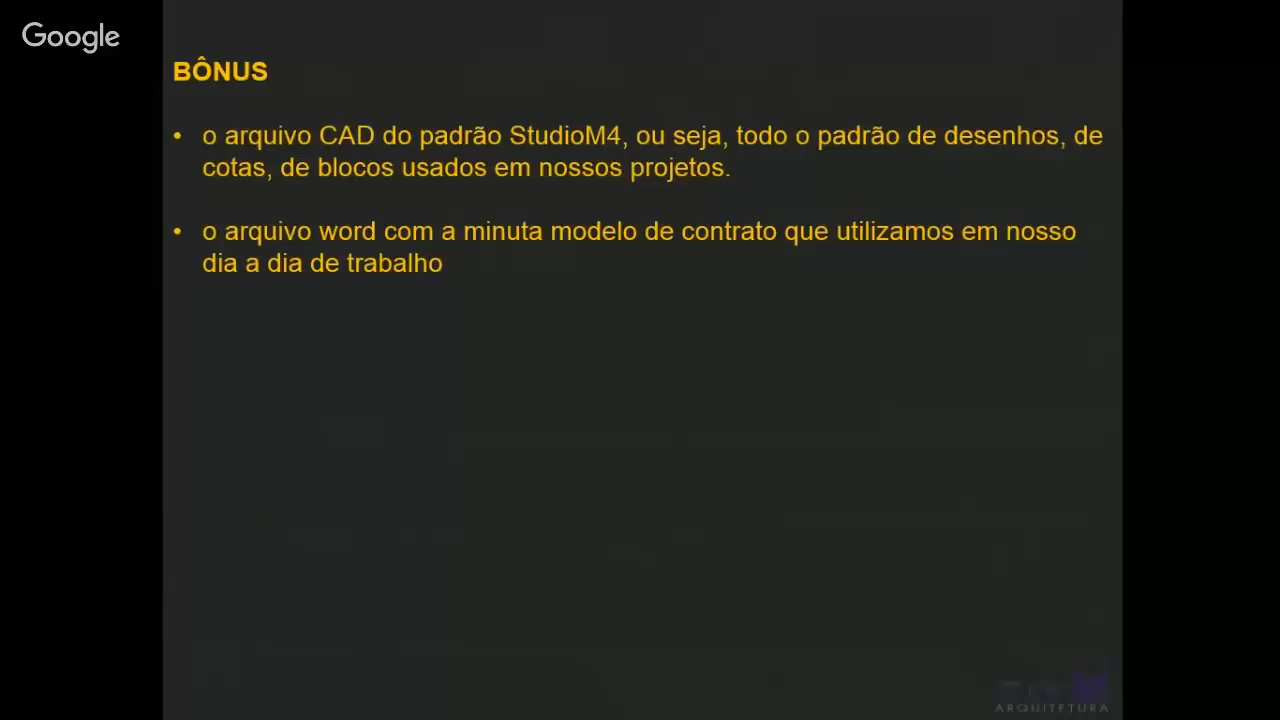 Google
BÔNUS
• o arquivo CAD do padrão StudioM4, ou seja, todo o padrão de desenhos, de
cotas, de blocos usados em nossos projetos.
• o arquivo word com a minuta modelo de contrato que utilizamos em nosso
dia a dia de trabalho
ARQUITETURA